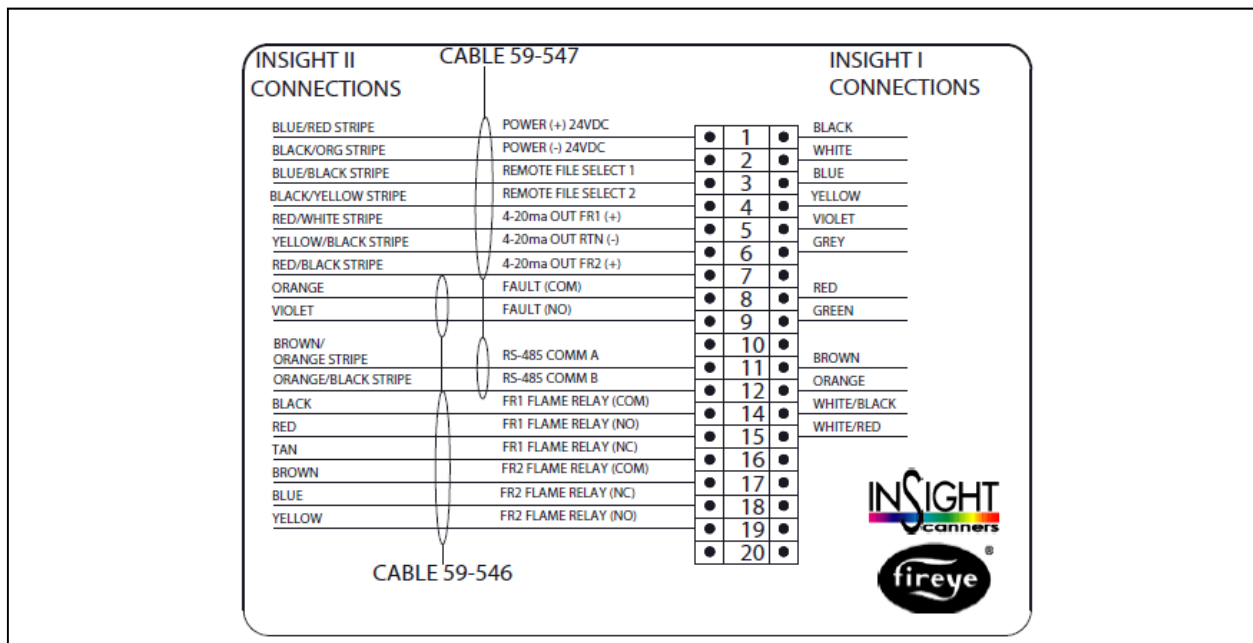 INSIGHT II CABLE 59-547 INSIGHT I
CONNECTIONS CONNECTIONS
BLUE/RED STRIPE POWER (+) 24VDC 1 BLACK
BLACK/ORG STRIPE POWER (-) 24VDC 2 WHITE
BLUE/BLACK STRIPE REMOTE FILE SELECT 1 3 BLUE
BLACK/YELLOW STRIPE REMOTE FILE SELECT 2 4 YELLOW
RED/WHITE STRIPE 4-20ma OUT FR1 (+) 5 VIOLET
YELLOW/BLACK STRIPE 4-20ma OUT RTN (-) 6 GREY
RED/BLACK STRIPE 4-20ma OUT FR2 (+) 7
ORANGE FAULT (COM) 8 RED
VIOLET FAULT (NO) 9 GREEN
10
BROWN/
ORANGE STRIPE RS-485 COMM A 11 BROWN
ORANGE/BLACK STRIPE RS-485 COMM B 12 ORANGE
BLACK FR1 FLAME RELAY (COM) 14 WHITE/BLACK
RED FR1 FLAME RELAY (NO) 15 WHITE/RED
TAN FR1 FLAME RELAY (NC) 16
BROWN FR2 FLAME RELAY (COM) 17
BLUE FR2 FLAME RELAY (NC) 18
YELLOW FR2 FLAME RELAY (NO) 19
20
INSIGHT
scanners
fireye ®
CABLE 59-546